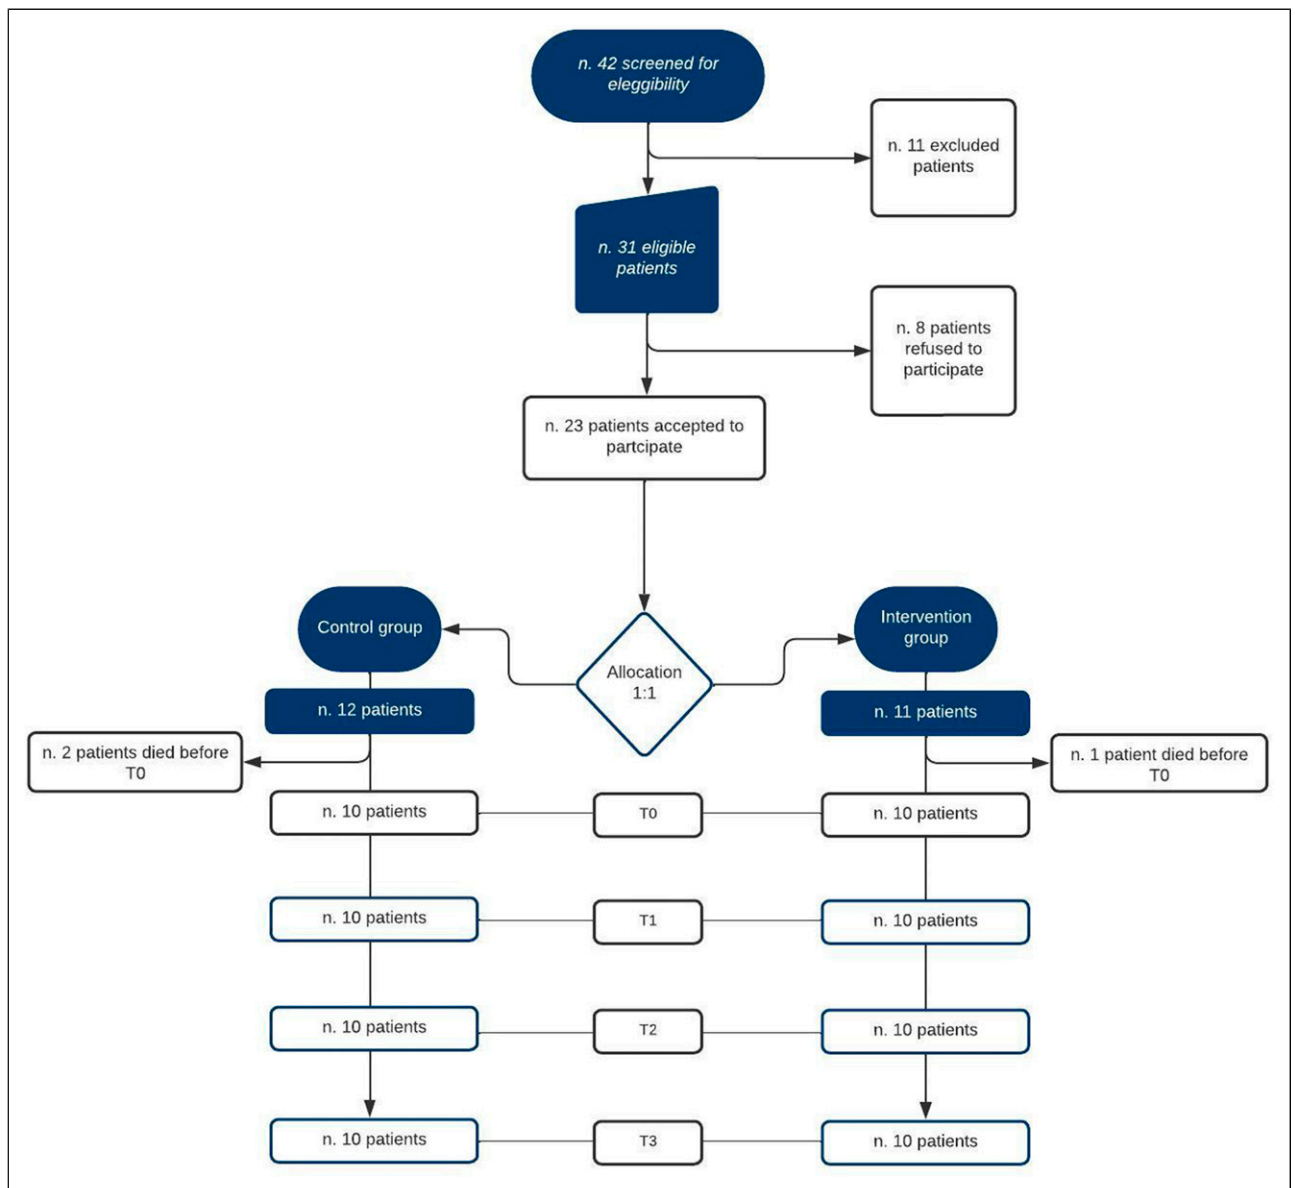 n. 42 screened for
eleggibility
n. 11 excluded
patients
n. 31 eligible
patients
n. 8 patients
refused to
participate
n. 23 patients accepted to
partcipate
Control group
Intervention
group
Allocation
1:1
n. 12 patients
n. 11 patients
n. 2 patients died before
T0
n. 1 patient died before
T0
n. 10 patients
T0
n. 10 patients
n. 10 patients
T1
n. 10 patients
n. 10 patients
T2
n. 10 patients
n. 10 patients
T3
n. 10 patients